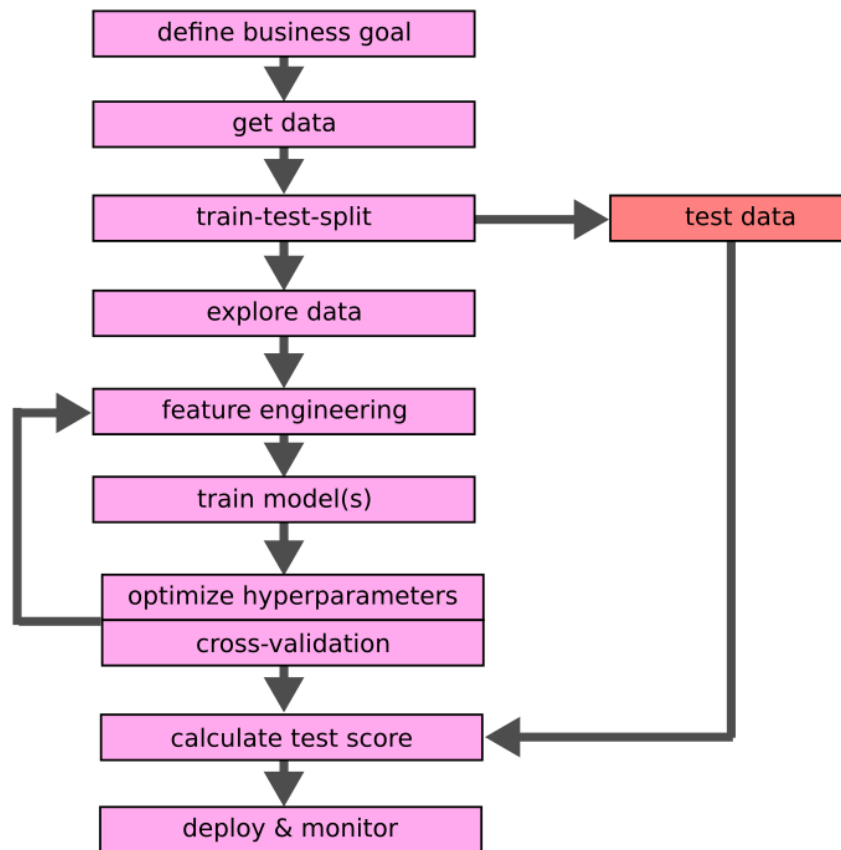 define business goal
get data
train-test-split
test data
explore data
feature engineering
train model(s)
optimize hyperparameters
cross-validation
calculate test score
deploy & monitor